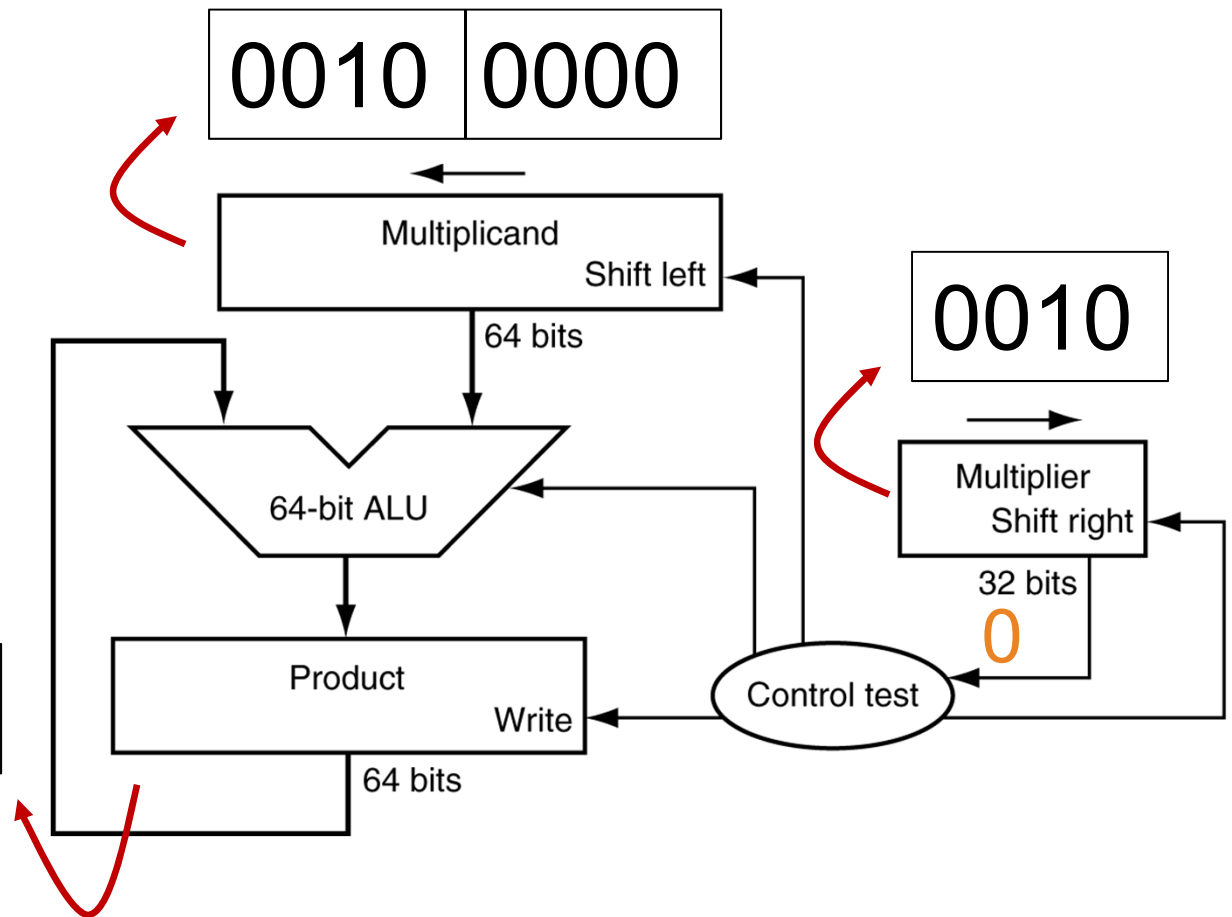 0010 0000
Multiplicand
Shift left
64 bits
0010
64-bit ALU
Multiplier
Shift right
32 bits
0
Product
Write
Control test
64 bits